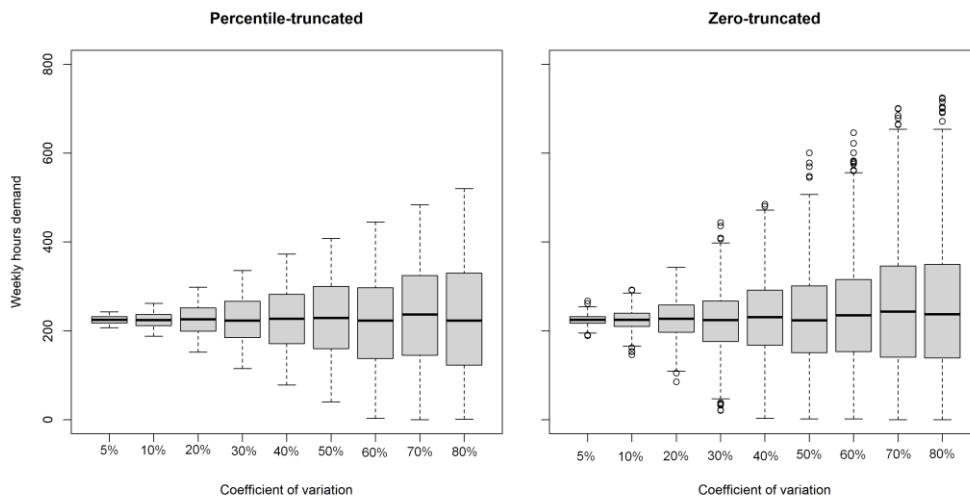 Percentile-truncated
Zero-truncated
Weekly hours demand
800
600
400
200
0
5% 10% 20% 30% 40% 50% 60% 70% 80%
5% 10% 20% 30% 40% 50% 60% 70% 80%
Coefficient of variation
Coefficient of variation